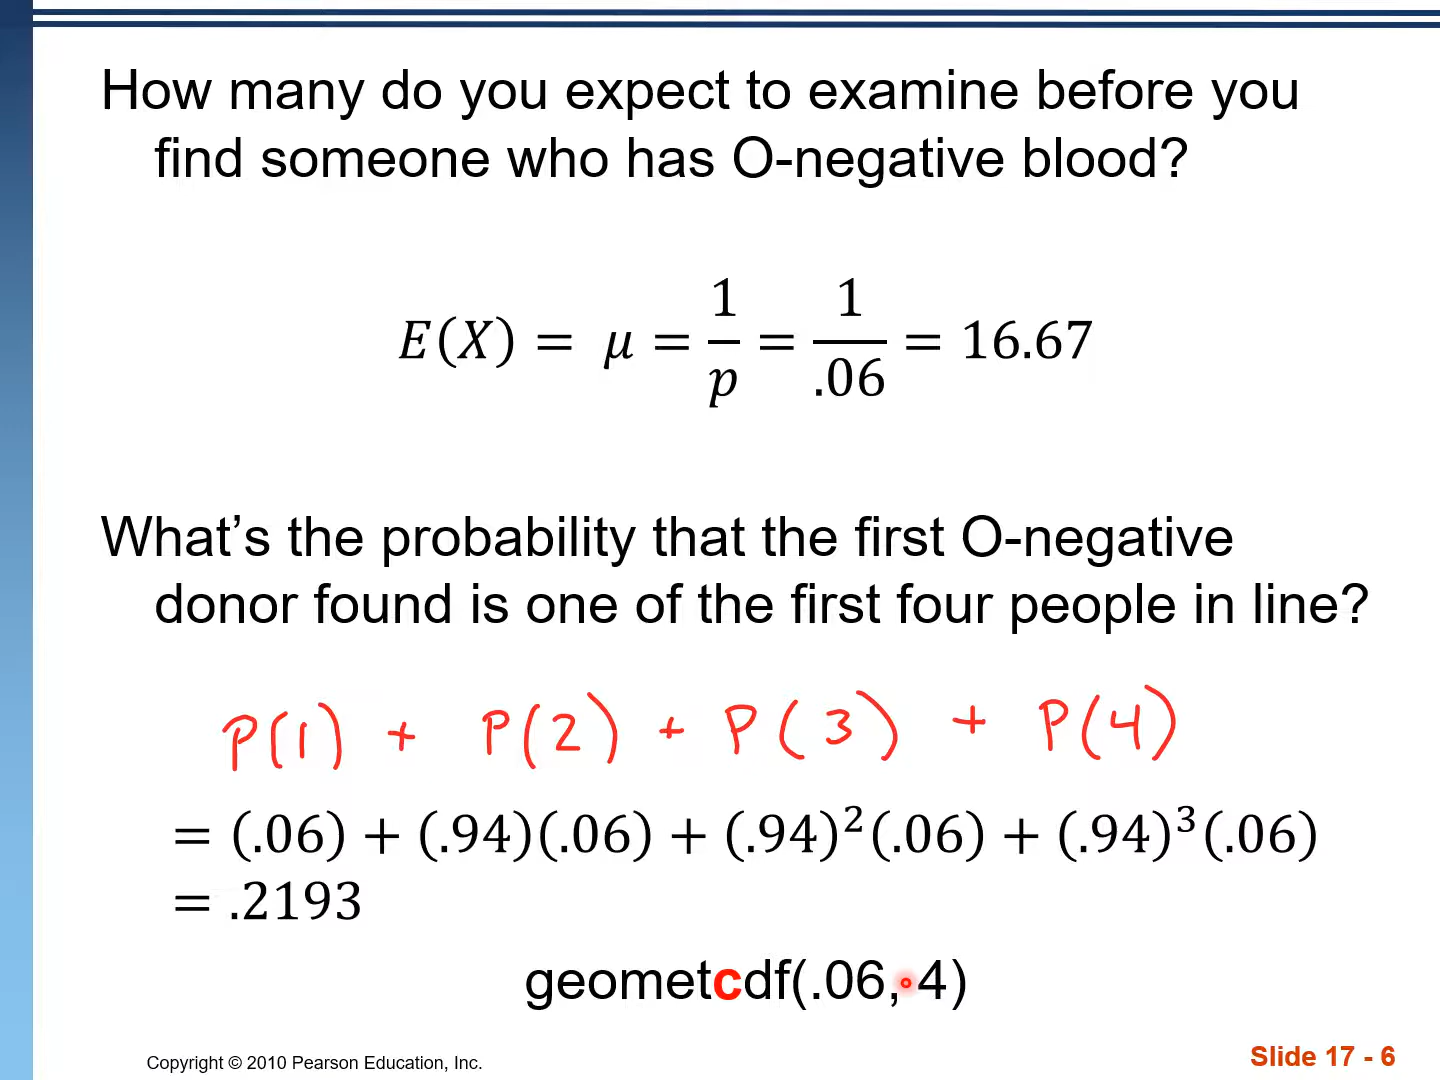 How many do you expect to examine before you
find someone who has O-negative blood?
E(X) = μ = 1/p = 1/.06 = 16.67
What’s the probability that the first O-negative
donor found is one of the first four people in line?
P(1) + P(2) + P(3) + P(4)
= (.06) + (.94)(.06) + (.94)²(.06) + (.94)³(.06)
= .2193
geometcdf(.06, 4)
Copyright © 2010 Pearson Education, Inc.
Slide 17 - 6